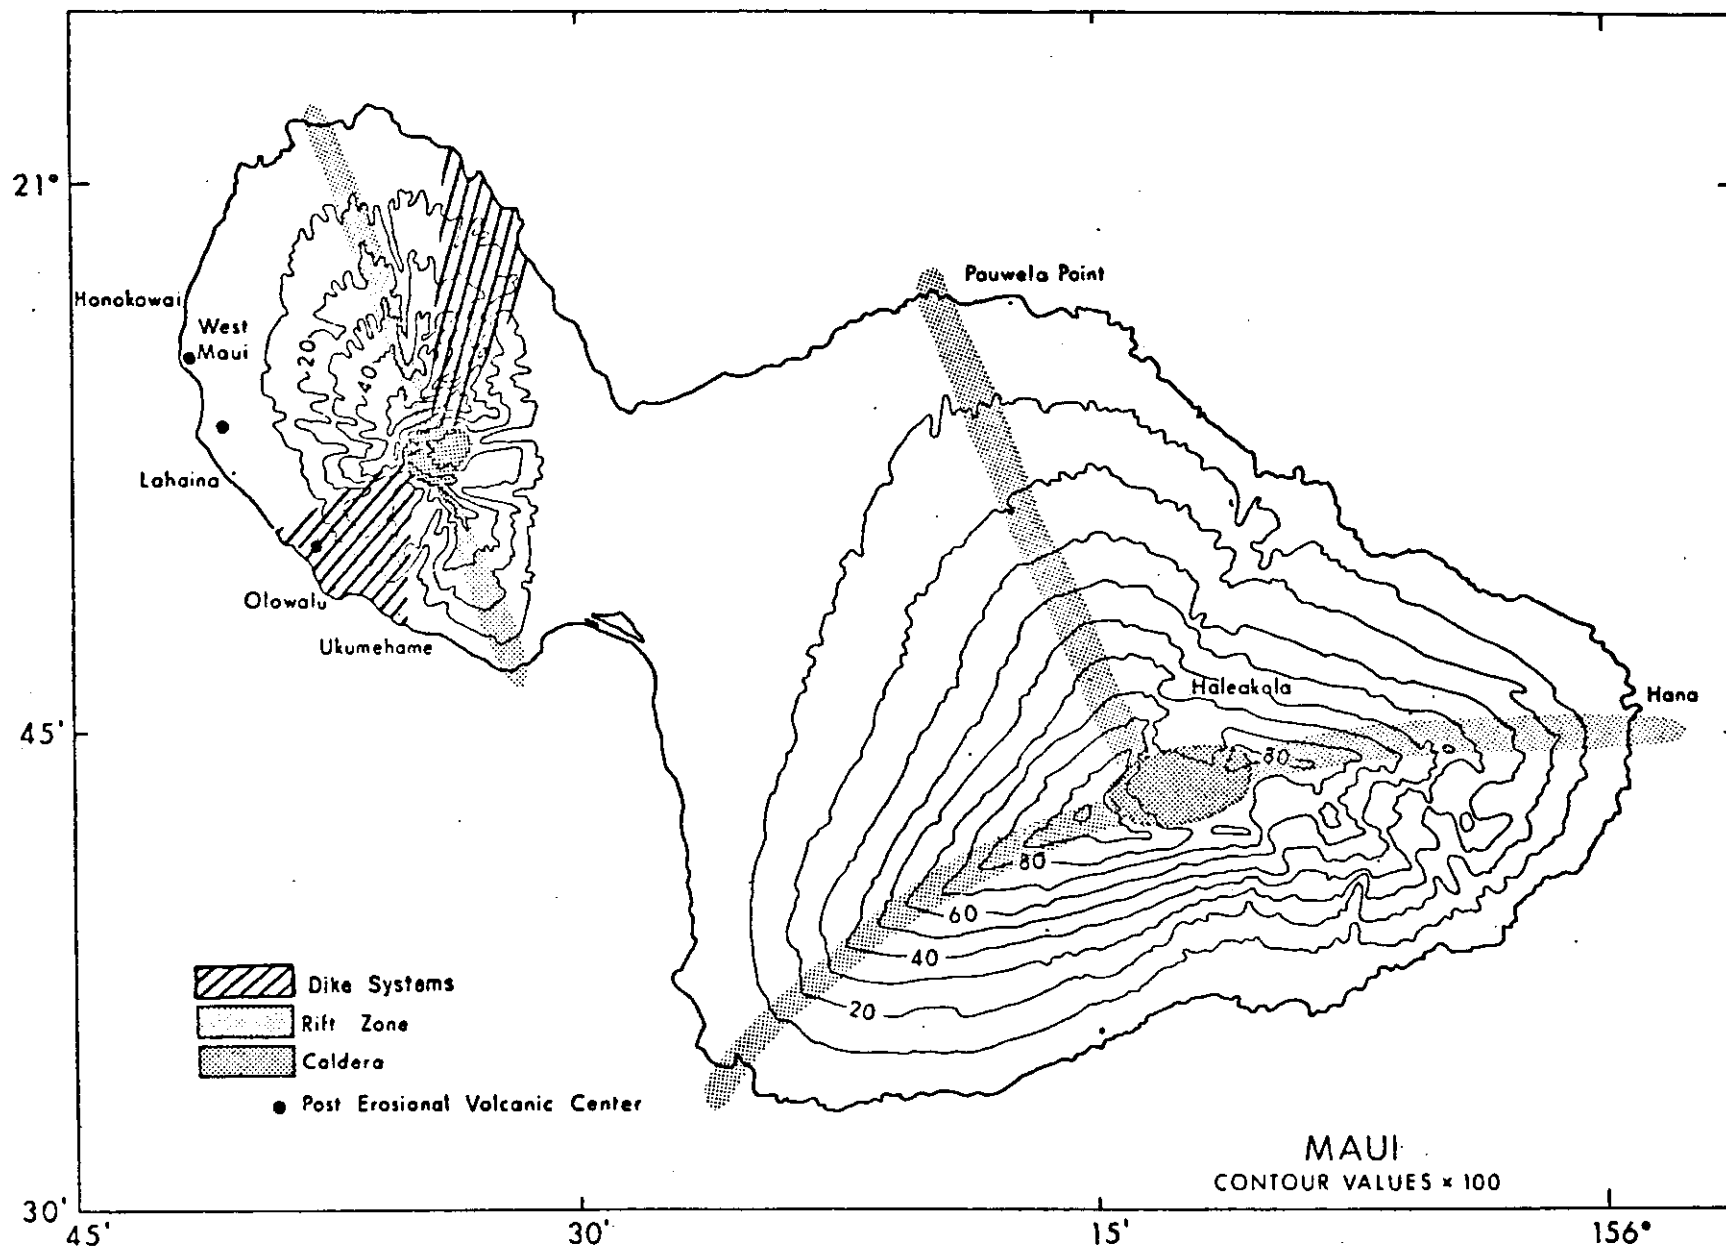 21°
Pauwela Point
Honokowai
West
Maui
20
40
Lahaina
Olowalu
Ukumehame
Haleakala
Hana
45'
80
80
60
40
20
Dike Systems
Rift Zone
Caldera
Post Erosional Volcanic Center
MAUI
CONTOUR VALUES × 100
30'
45'
30'
15'
156°